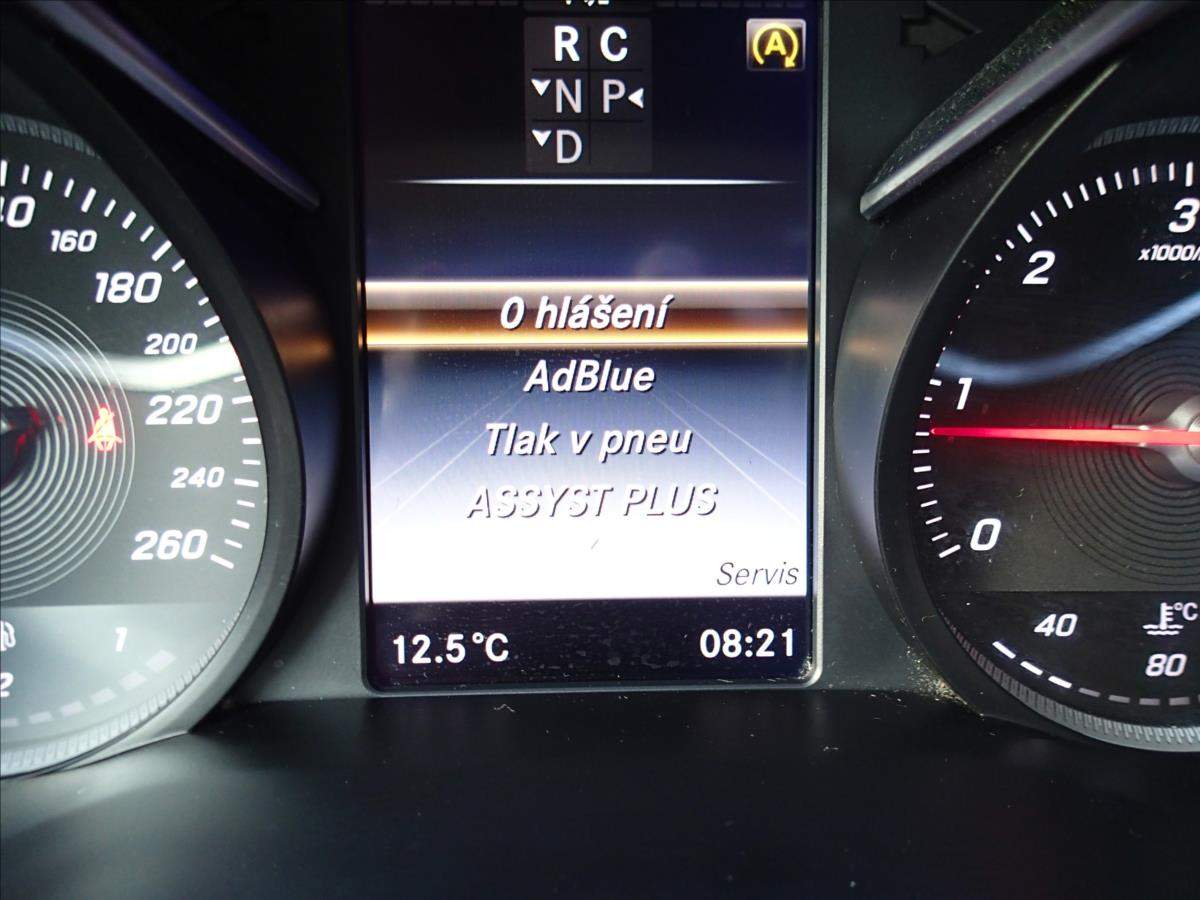 R C
N P
D
A
0 hlášení
AdBlue
Tlak v pneu
ASSYST PLUS
Servis
12.5°C
08:21
160
180
200
220
240
260
1
3
x1000/
2
1
0
40
°C
80